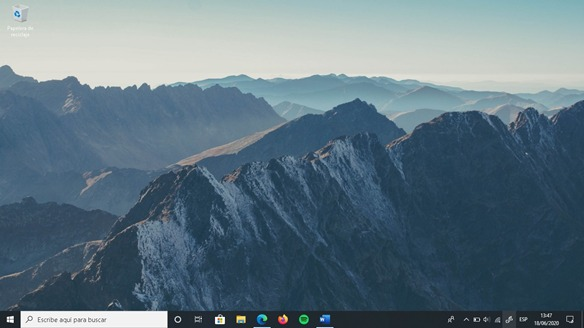 Papelera de
reciclaje
Escribe aquí para buscar
ESP
13:47
18/06/2020